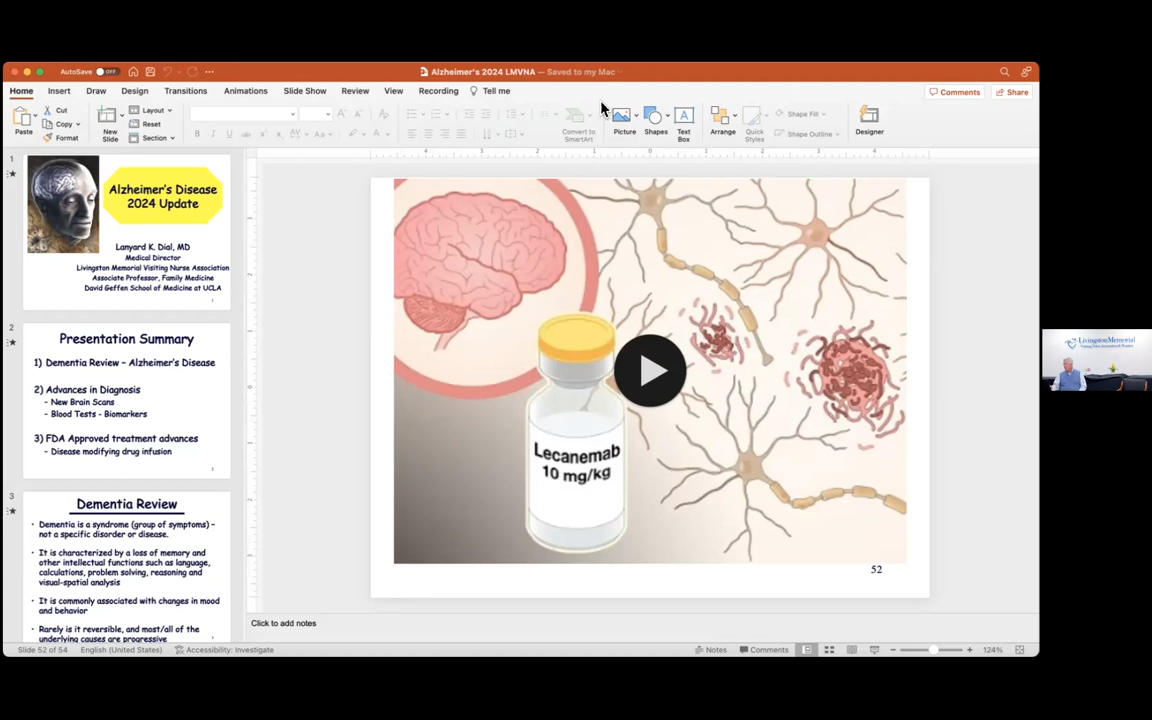 AutoSave OFF
Alzheimer's 2024 LMVNA — Saved to my Mac
Home Insert Draw Design Transitions Animations Slide Show Review View Recording Tell me
Comments Share
Paste
Cut
Copy
Format
New
Slide
Layout
Reset
Section
Convert to
SmartArt
Picture
Shapes
Text
Box
Arrange
Quick
Styles
Shape Fill
Shape Outline
Designer
1
Alzheimer's Disease
2024 Update
Lanyard K. Dial, MD
Medical Director
Livingston Memorial Visiting Nurse Association
Associate Professor, Family Medicine
David Geffen School of Medicine at UCLA
2
Presentation Summary
1) Dementia Review – Alzheimer's Disease
2) Advances in Diagnosis
- New Brain Scans
- Blood Tests - Biomarkers
3) FDA Approved treatment advances
- Disease modifying drug infusion
3
Dementia Review
• Dementia is a syndrome (group of symptoms) –
not a specific disorder or disease.
• It is characterized by a loss of memory and
other intellectual functions such as language,
calculations, problem solving, reasoning and
visual-spatial analysis
• It is commonly associated with changes in mood
and behavior
• Rarely is it reversible, and most/all of the
underlying causes are progressive
Lecanemab
10 mg/kg
52
LivingstonMemorial
Click to add notes
Slide 52 of 54 English (United States) Accessibility: Investigate
Notes Comments 124%